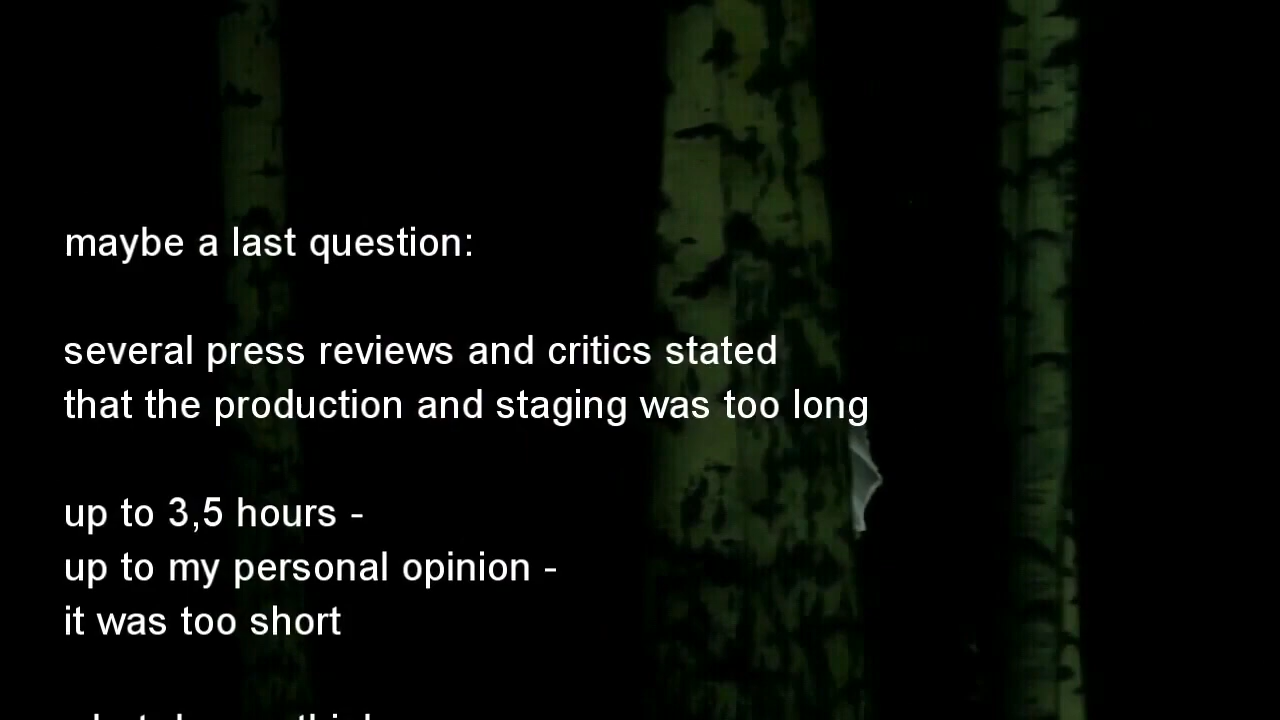 maybe a last question:
several press reviews and critics stated
that the production and staging was too long
up to 3,5 hours -
up to my personal opinion -
it was too short